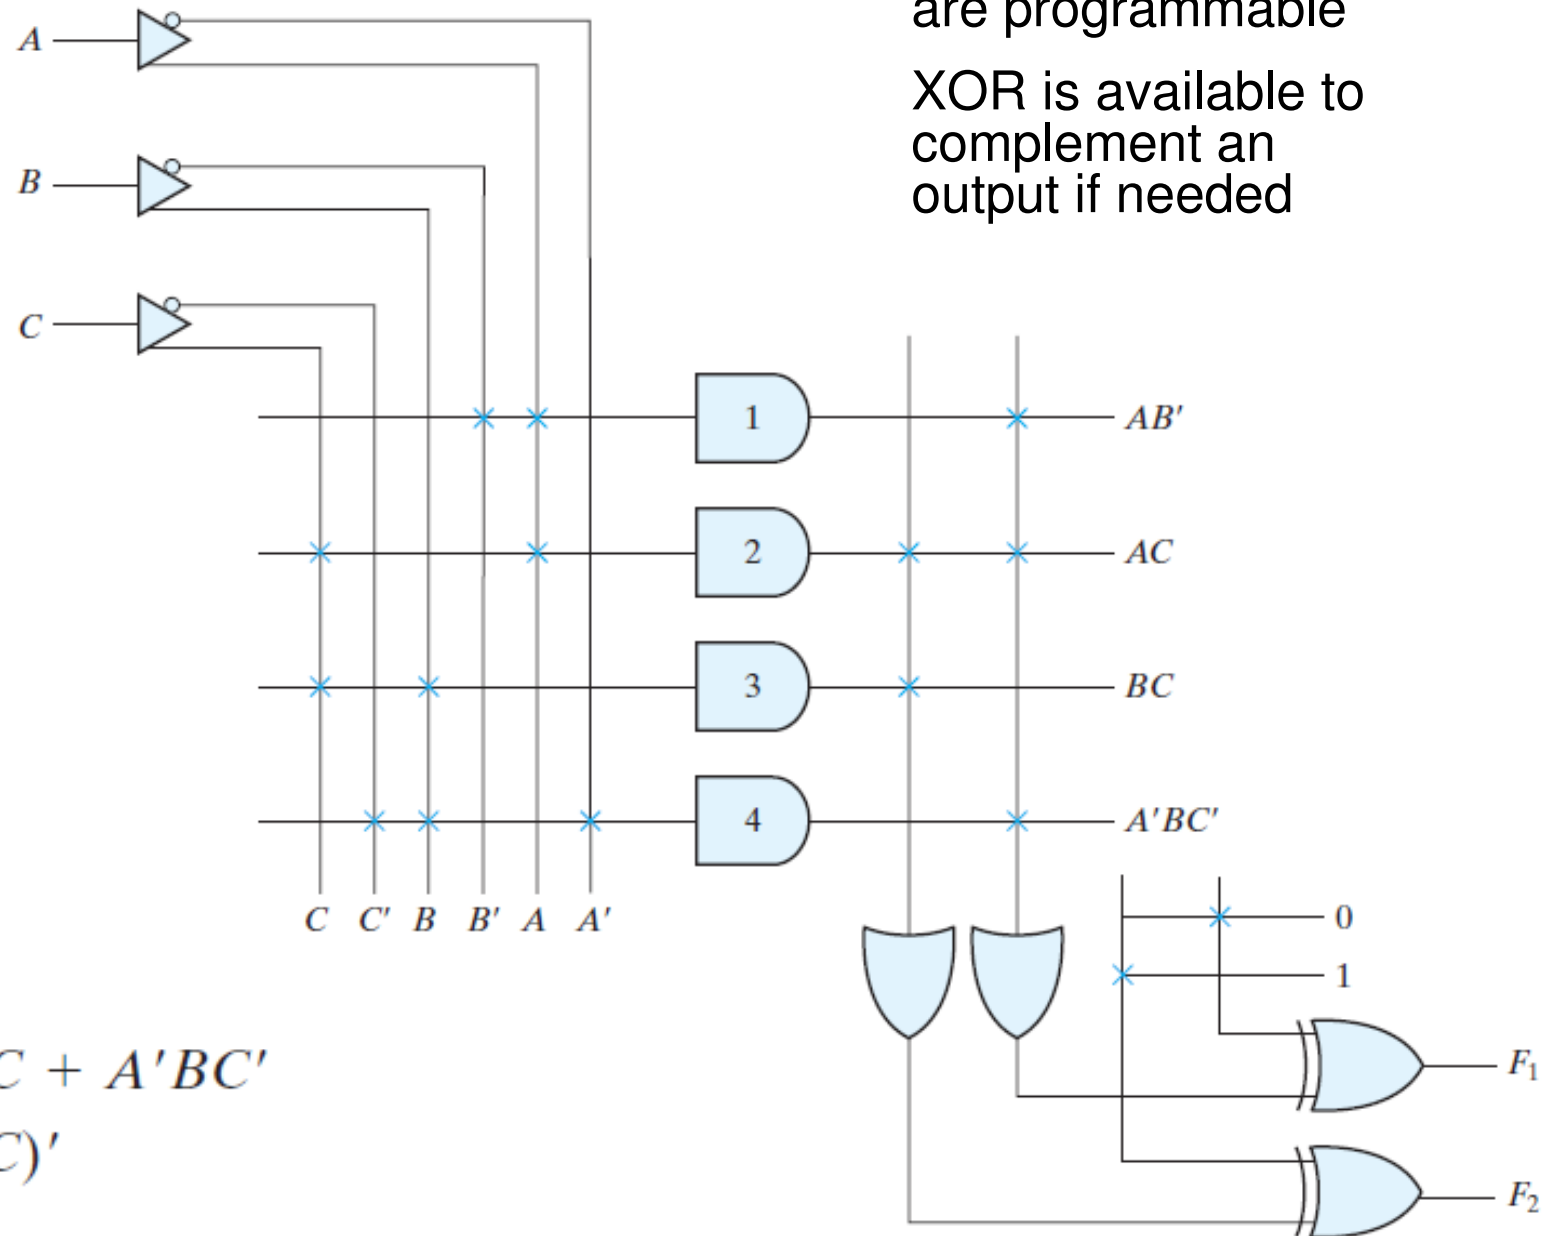 are programmable
XOR is available to
complement an
output if needed
A
B
C
1
AB'
2
AC
3
BC
4
A'BC'
C C' B B' A A'
0
1
C + A'BC'
F1
C)'
F2